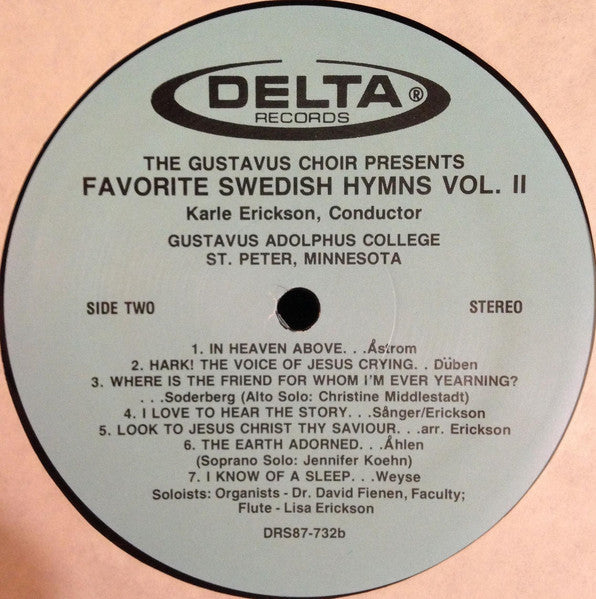 DELTA®
RECORDS
THE GUSTAVUS CHOIR PRESENTS
FAVORITE SWEDISH HYMNS VOL. II
Karle Erickson, Conductor
GUSTAVUS ADOLPHUS COLLEGE
ST. PETER, MINNESOTA
SIDE TWO
STEREO
1. IN HEAVEN ABOVE. . .Åstrom
2. HARK! THE VOICE OF JESUS CRYING. . Düben
3. WHERE IS THE FRIEND FOR WHOM I'M EVER YEARNING?
. . .Soderberg (Alto Solo: Christine Middlestadt)
4. I LOVE TO HEAR THE STORY. . .Sånger/Erickson
5. LOOK TO JESUS CHRIST THY SAVIOUR. . .arr. Erickson
6. THE EARTH ADORNED. . .Åhlen
(Soprano Solo: Jennifer Koehn)
7. I KNOW OF A SLEEP. . .Weyse
Soloists: Organists - Dr. David Fienen, Faculty;
Flute - Lisa Erickson
DRS87-732b